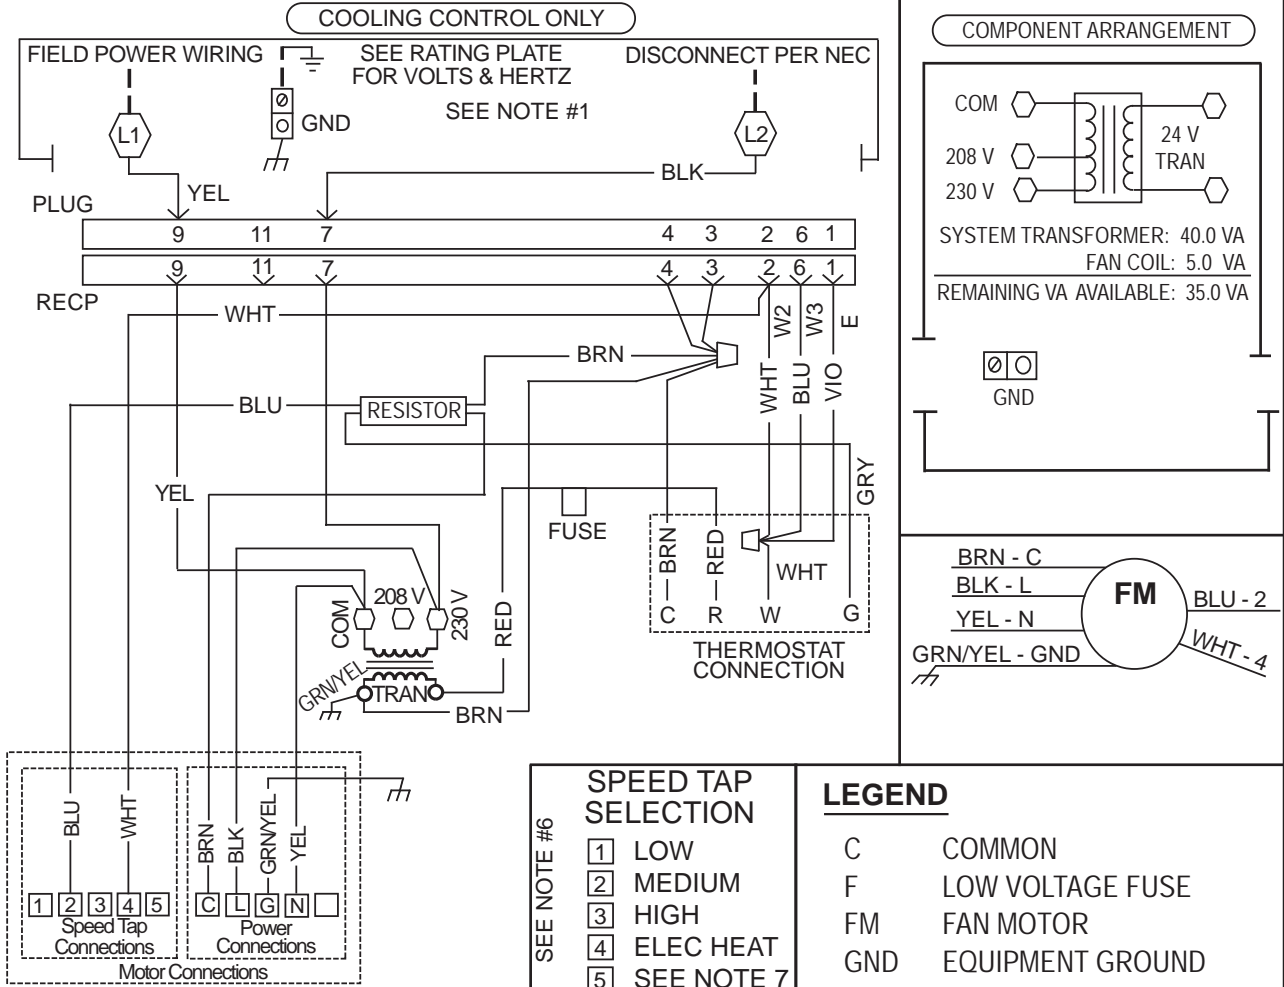 COOLING CONTROL ONLY
FIELD POWER WIRING
SEE RATING PLATE
FOR VOLTS & HERTZ
SEE NOTE #1
DISCONNECT PER NEC
L1
GND
L2
YEL
BLK
PLUG
9 11 7 4 3 2 6 1
9 11 7 4 3 2 6 1
RECP
WHT
W2
W3
E
BRN
WHT
BLU
VIO
BLU
RESISTOR
YEL
FUSE
GRY
BRN
RED
WHT
C R W G
THERMOSTAT
CONNECTION
COM
208 V
230 V
RED
GRN/YEL
TRAN
BRN
BLU
WHT
BRN
BLK
GRN/YEL
YEL
1 2 3 4 5
Speed Tap
Connections
C L G N
Power
Connections
Motor Connections
SEE NOTE #6
SPEED TAP
SELECTION
1 LOW
2 MEDIUM
3 HIGH
4 ELEC HEAT
5 SEE NOTE 7
COMPONENT ARRANGEMENT
COM
208 V
230 V
24 V
TRAN
SYSTEM TRANSFORMER: 40.0 VA
FAN COIL: 5.0 VA
REMAINING VA AVAILABLE: 35.0 VA
GND
BRN - C
BLK - L
YEL - N
GRN/YEL - GND
FM
BLU - 2
WHT - 4
LEGEND
C COMMON
F LOW VOLTAGE FUSE
FM FAN MOTOR
GND EQUIPMENT GROUND